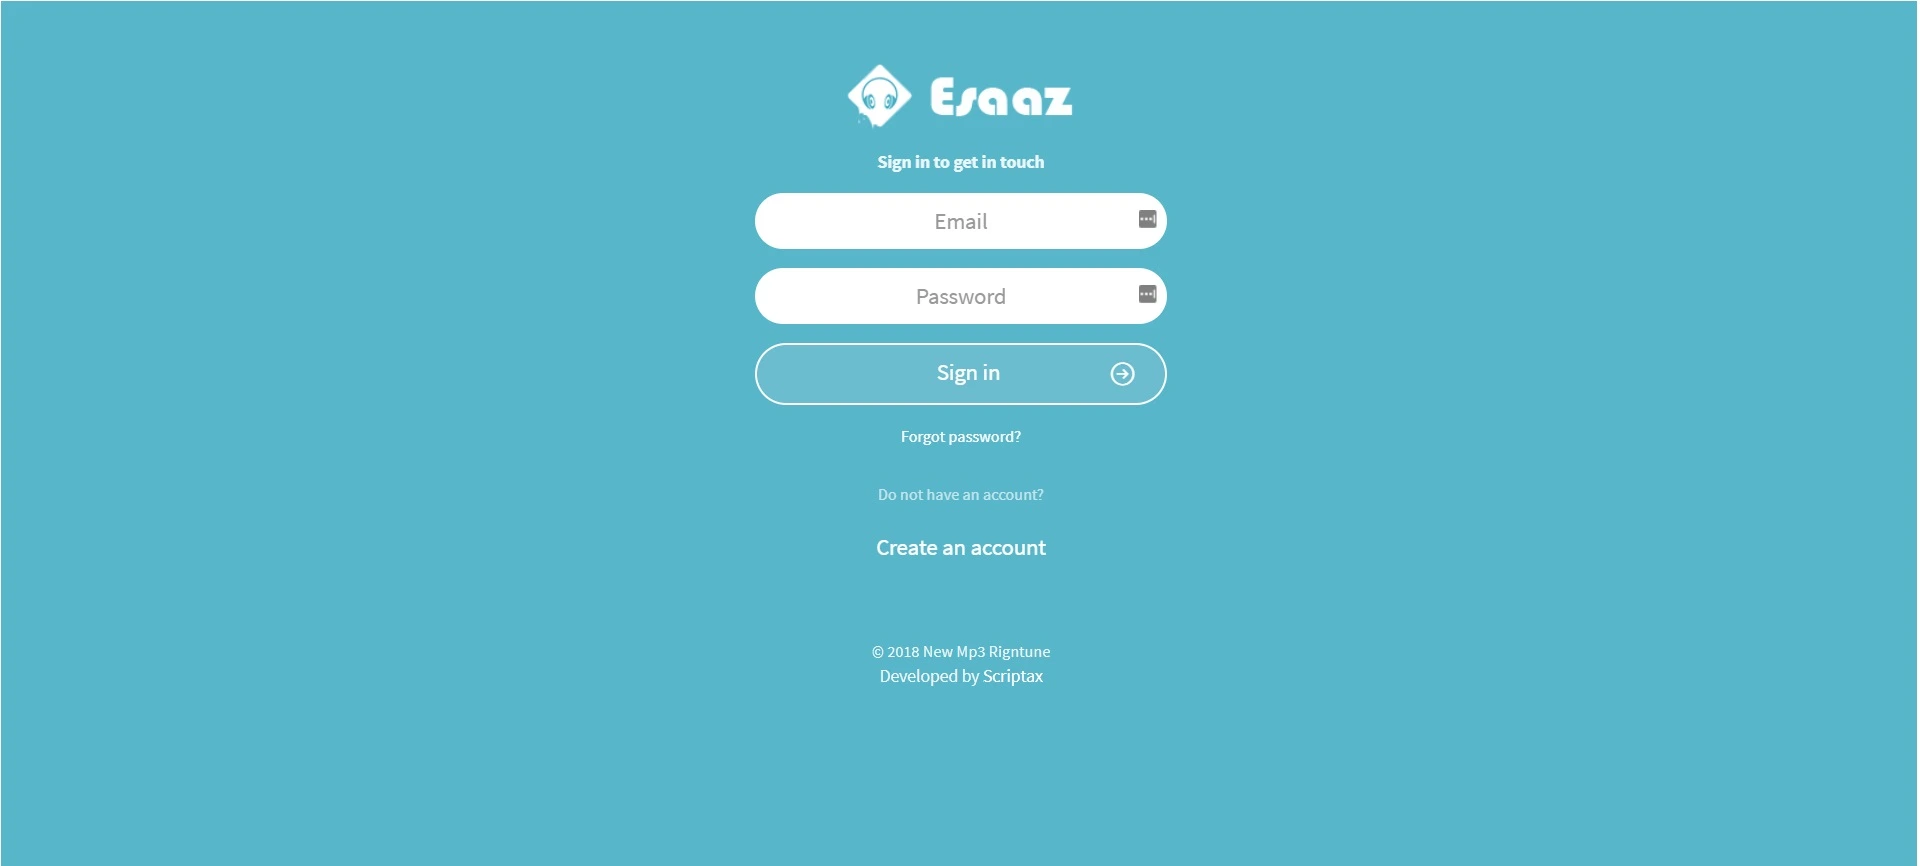 Esaaz
Sign in to get in touch
Email
Password
Sign in
Forgot password?
Do not have an account?
Create an account
© 2018 New Mp3 Rigntune
Developed by Scriptax